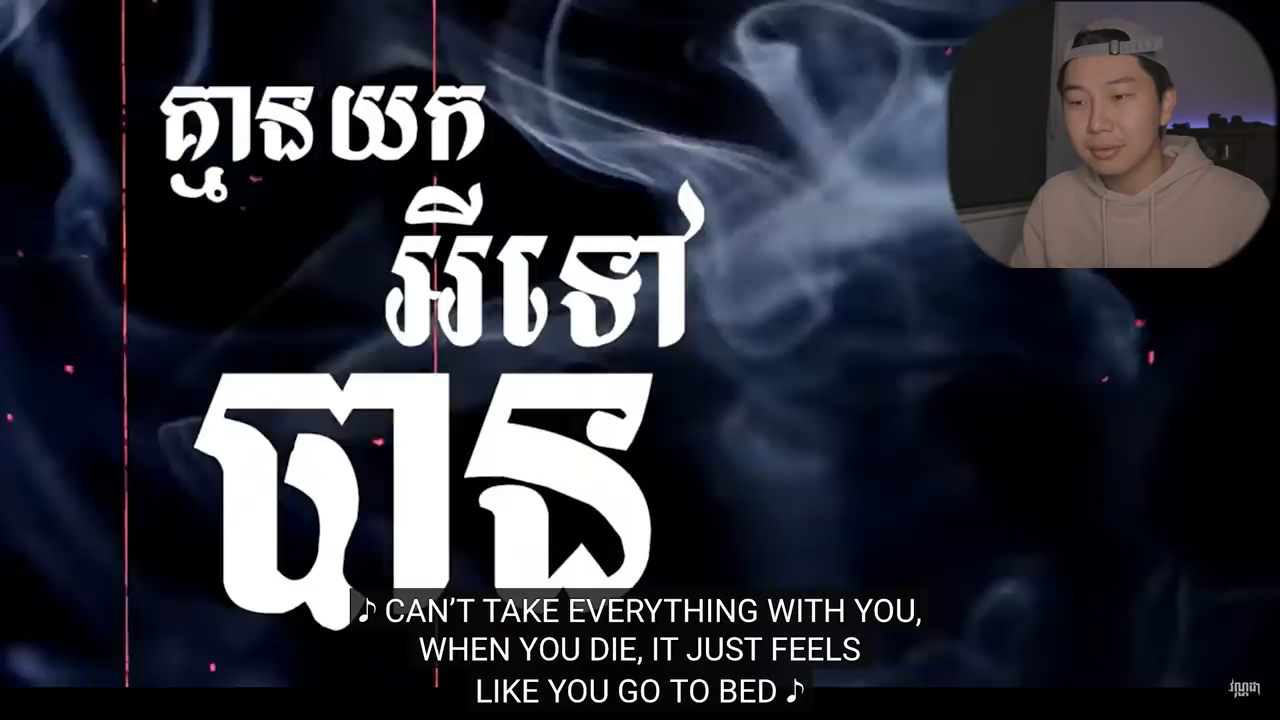 គ្មានយក
អីទៅ
បាន
♪ CAN’T TAKE EVERYTHING WITH YOU,
WHEN YOU DIE, IT JUST FEELS
LIKE YOU GO TO BED ♪